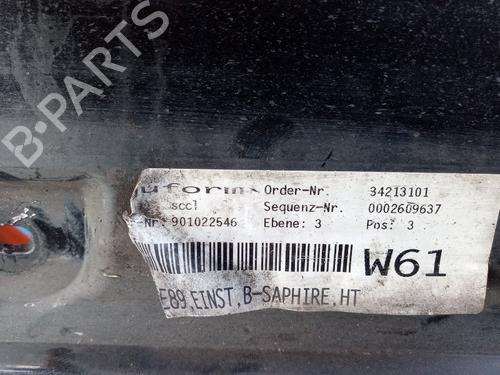 B-PARTS
Order-Nr. 34213101
sccl Sequenz-Nr. 0002609637
Nr. 901022546 Ebene: 3 Pos: 3
W61
E89,EINST,B-SAPHIRE,HT